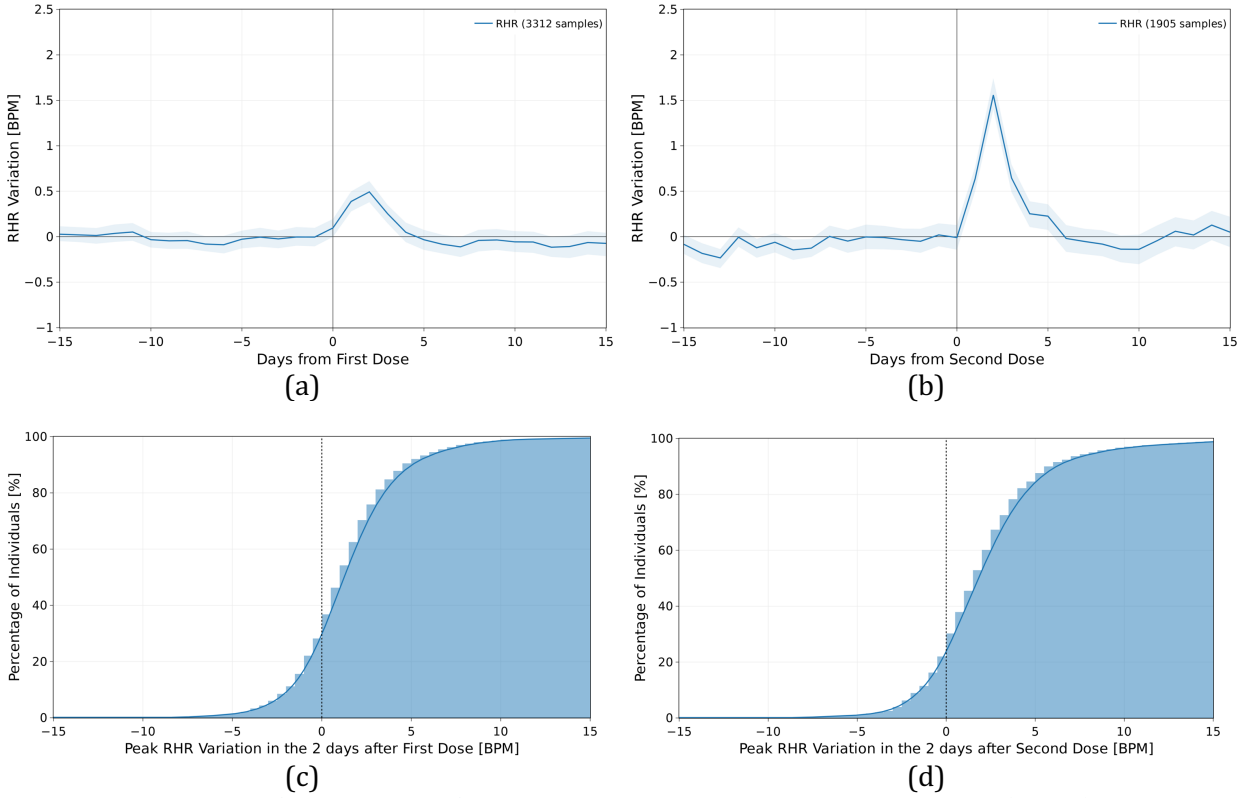 2.5
2
1.5
1
0.5
0
−0.5
−1
RHR Variation [BPM]
RHR (3312 samples)
−15 −10 −5 0 5 10 15
Days from First Dose
(a)
2.5
2
1.5
1
0.5
0
−0.5
−1
RHR Variation [BPM]
RHR (1905 samples)
−15 −10 −5 0 5 10 15
Days from Second Dose
(b)
100
80
60
40
20
0
Percentage of Individuals [%]
−15 −10 −5 0 5 10 15
Peak RHR Variation in the 2 days after First Dose [BPM]
(c)
100
80
60
40
20
0
Percentage of Individuals [%]
−15 −10 −5 0 5 10 15
Peak RHR Variation in the 2 days after Second Dose [BPM]
(d)